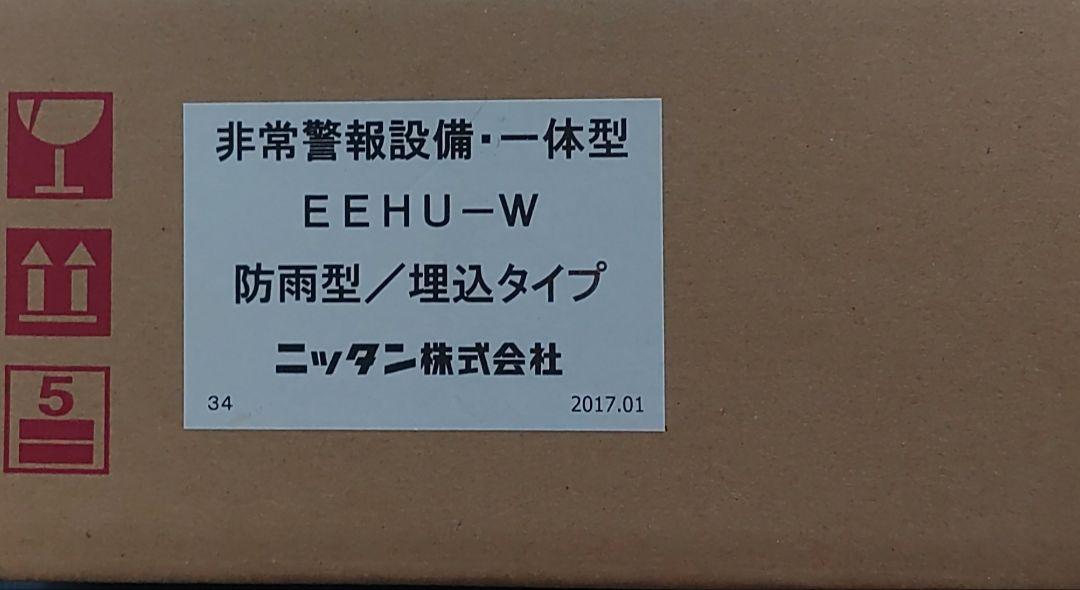 非常警報設備・一体型
ＥＥＨＵ－Ｗ
防雨型／埋込タイプ
ニッタン株式会社
34 2017.01
5